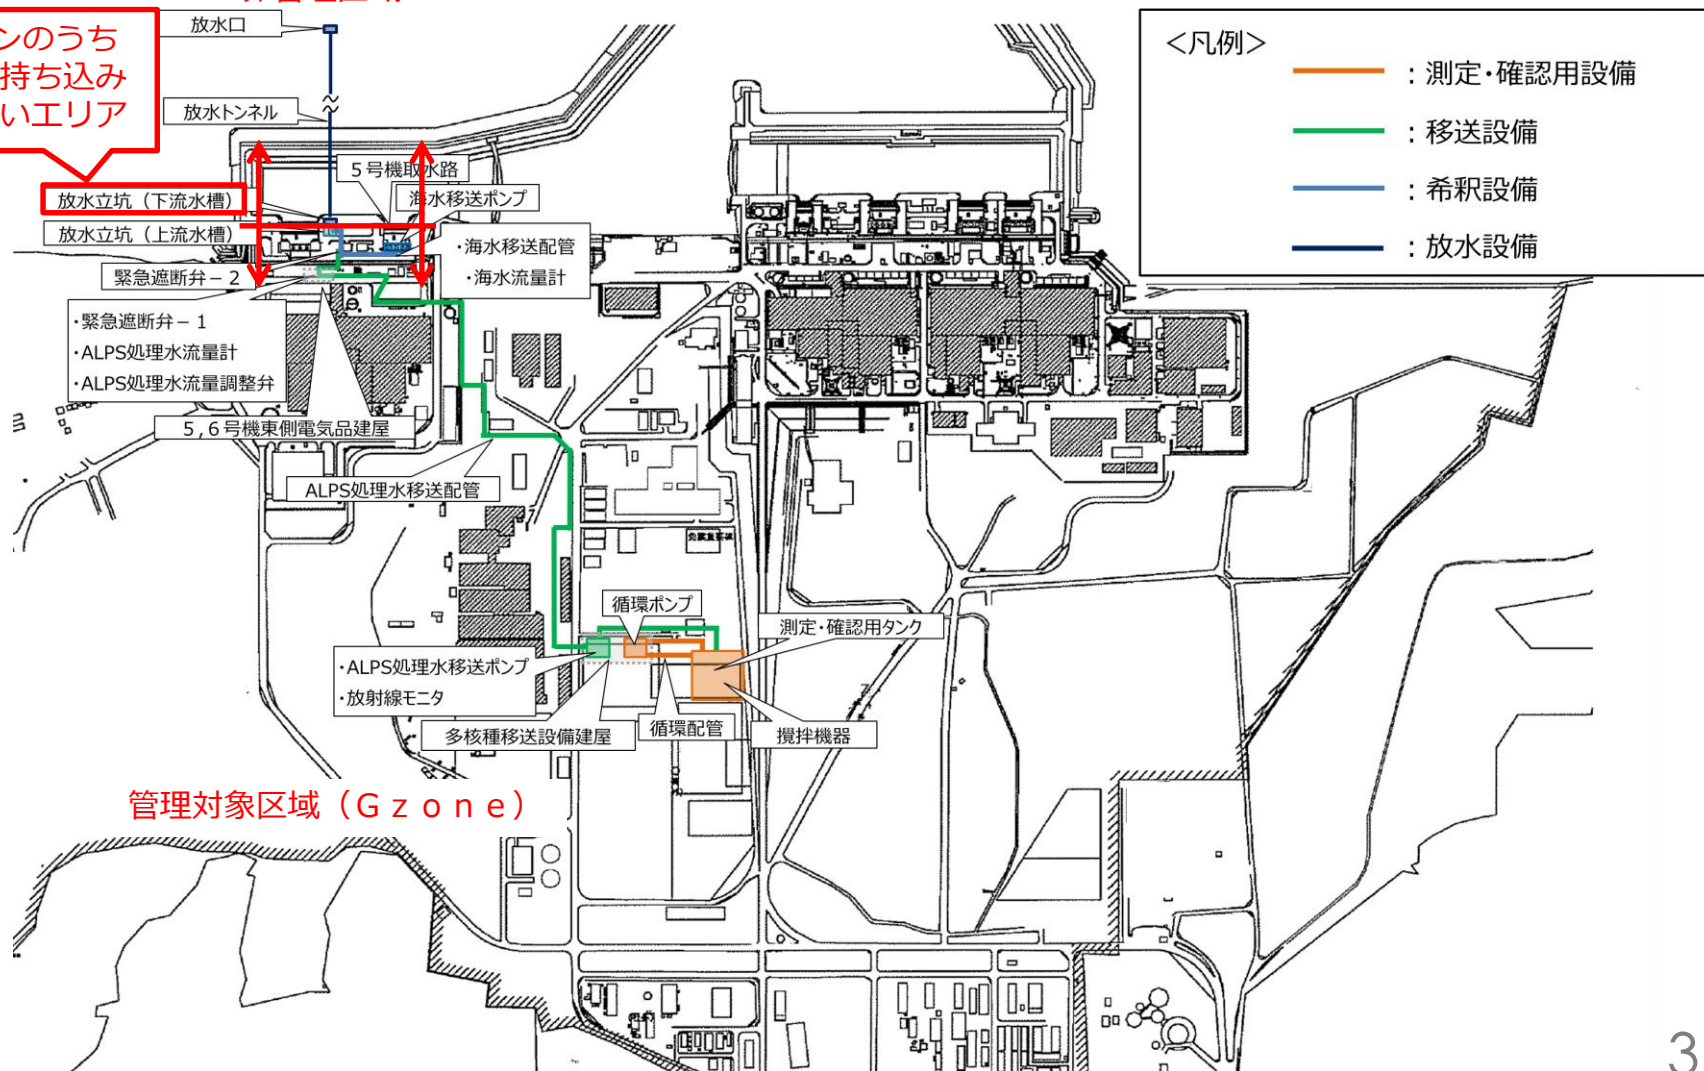 放水口
ンのうち
持ち込み
いエリア
放水トンネル
5号機取水路
海水移送ポンプ
放水立坑（下流水槽）
放水立坑（上流水槽）
・海水移送配管
・海水流量計
緊急遮断弁－2
・緊急遮断弁－1
・ALPS処理水流量計
・ALPS処理水流量調整弁
5,6号機東側電気品建屋
ALPS処理水移送配管
＜凡例＞
：測定・確認用設備
：移送設備
：希釈設備
：放水設備
循環ポンプ
測定・確認用タンク
・ALPS処理水移送ポンプ
・放射線モニタ
多核種移送設備建屋
循環配管
攪拌機器
管理対象区域（Ｇｚｏｎｅ）
3